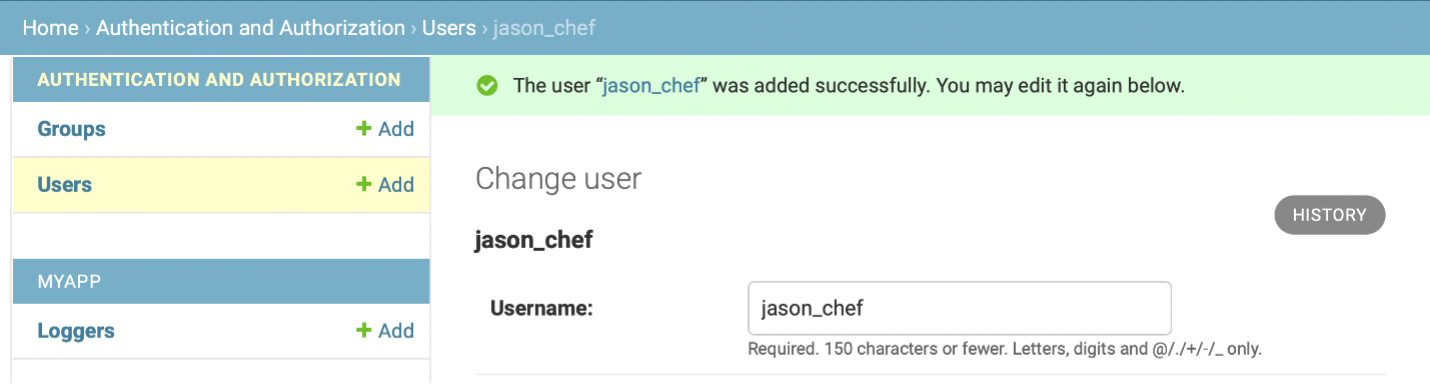 Home › Authentication and Authorization › Users › jason_chef
AUTHENTICATION AND AUTHORIZATION
Groups + Add
Users + Add
MYAPP
Loggers + Add
The user “jason_chef” was added successfully. You may edit it again below.
Change user
HISTORY
jason_chef
Username: jason_chef
Required. 150 characters or fewer. Letters, digits and @/./+/-/_ only.